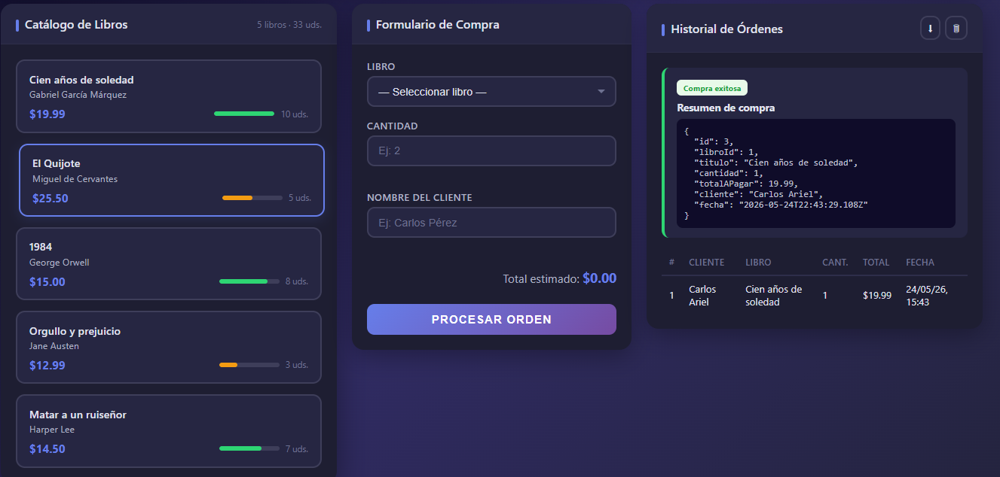 Catálogo de Libros
5 libros · 33 uds.
Cien años de soledad
Gabriel García Márquez
$19.99
10 uds.
El Quijote
Miguel de Cervantes
$25.50
5 uds.
1984
George Orwell
$15.00
8 uds.
Orgullo y prejuicio
Jane Austen
$12.99
3 uds.
Matar a un ruiseñor
Harper Lee
$14.50
7 uds.
Formulario de Compra
LIBRO
— Seleccionar libro —
CANTIDAD
Ej: 2
NOMBRE DEL CLIENTE
Ej: Carlos Pérez
Total estimado: $0.00
PROCESAR ORDEN
Historial de Órdenes
Compra exitosa
Resumen de compra
{
"id": 3,
"libroId": 1,
"titulo": "Cien años de soledad",
"cantidad": 1,
"totalAPagar": 19.99,
"cliente": "Carlos Ariel",
"fecha": "2026-05-24T22:43:29.108Z"
}
# CLIENTE LIBRO CANT. TOTAL FECHA
1 Carlos Ariel Cien años de soledad 1 $19.99 24/05/26, 15:43